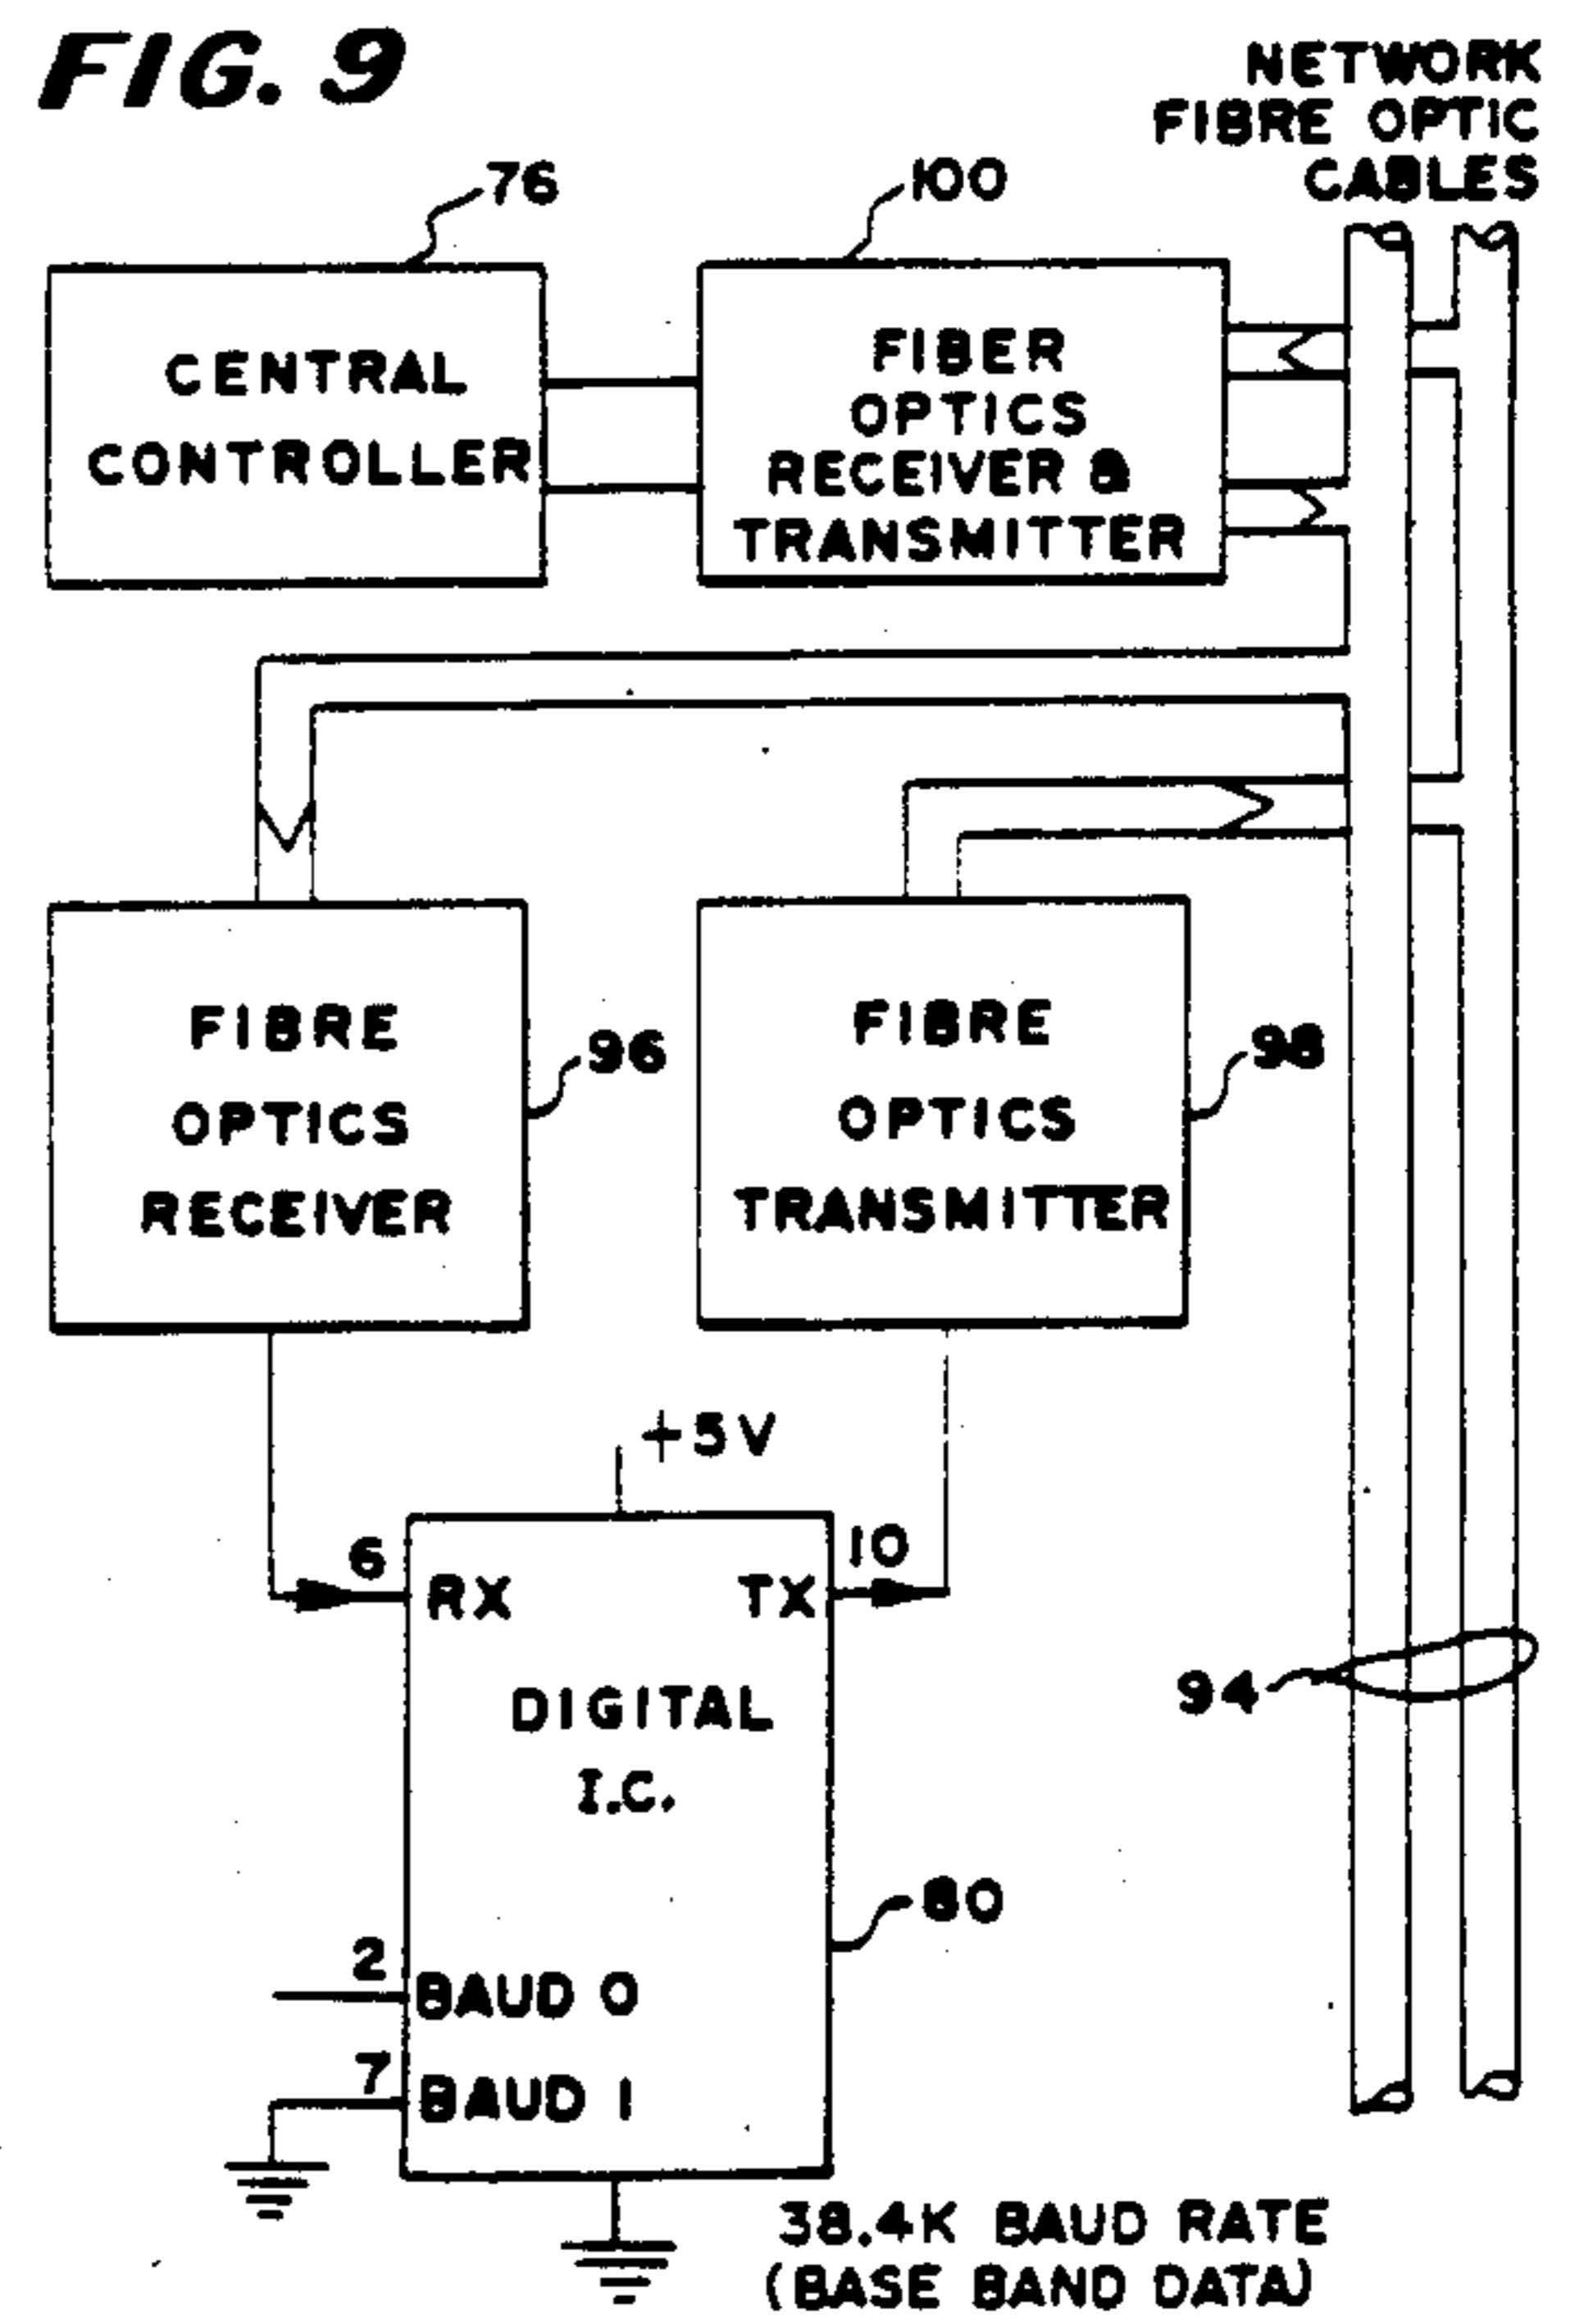 FIG. 9
NETWORK
FIBRE OPTIC
CABLES
76
100
CENTRAL
CONTROLLER
FIBER
OPTICS
RECEIVER &
TRANSMITTER
FIBRE
OPTICS
RECEIVER
96
FIBRE
OPTICS
TRANSMITTER
98
+5V
6
RX
TX
10
DIGITAL
I.C.
94
80
2
BAUD 0
7
BAUD 1
38.4K BAUD RATE
(BASE BAND DATA)